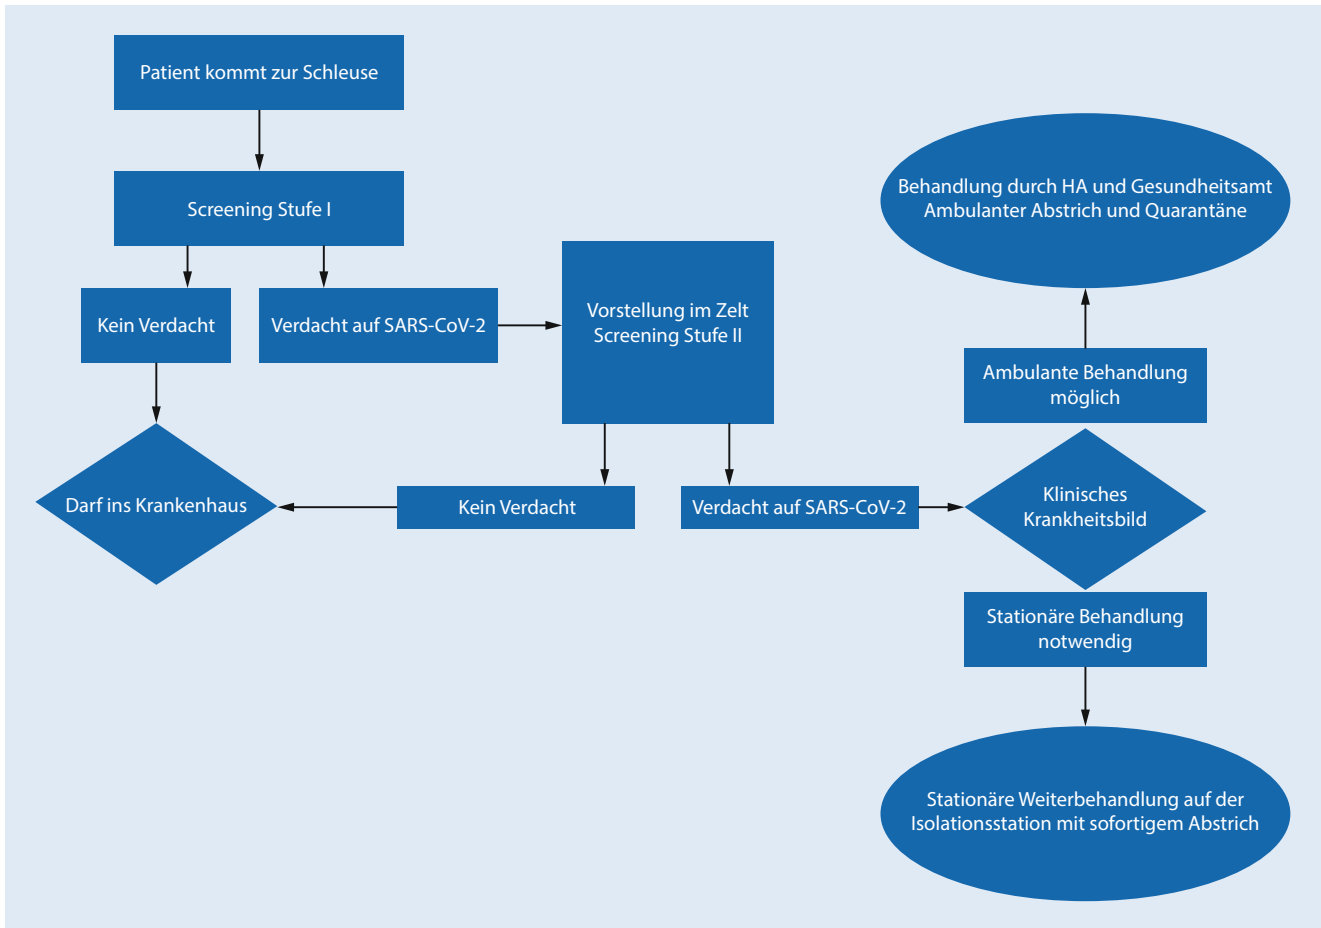 Patient kommt zur Schleuse
Screening Stufe I
Kein Verdacht
Verdacht auf SARS-CoV-2
Vorstellung im Zelt
Screening Stufe II
Darf ins Krankenhaus
Kein Verdacht
Verdacht auf SARS-CoV-2
Klinisches
Krankheitsbild
Ambulante Behandlung
möglich
Behandlung durch HA und Gesundheitsamt
Ambulanter Abstrich und Quarantäne
Stationäre Behandlung
notwendig
Stationäre Weiterbehandlung auf der
Isolationsstation mit sofortigem Abstrich